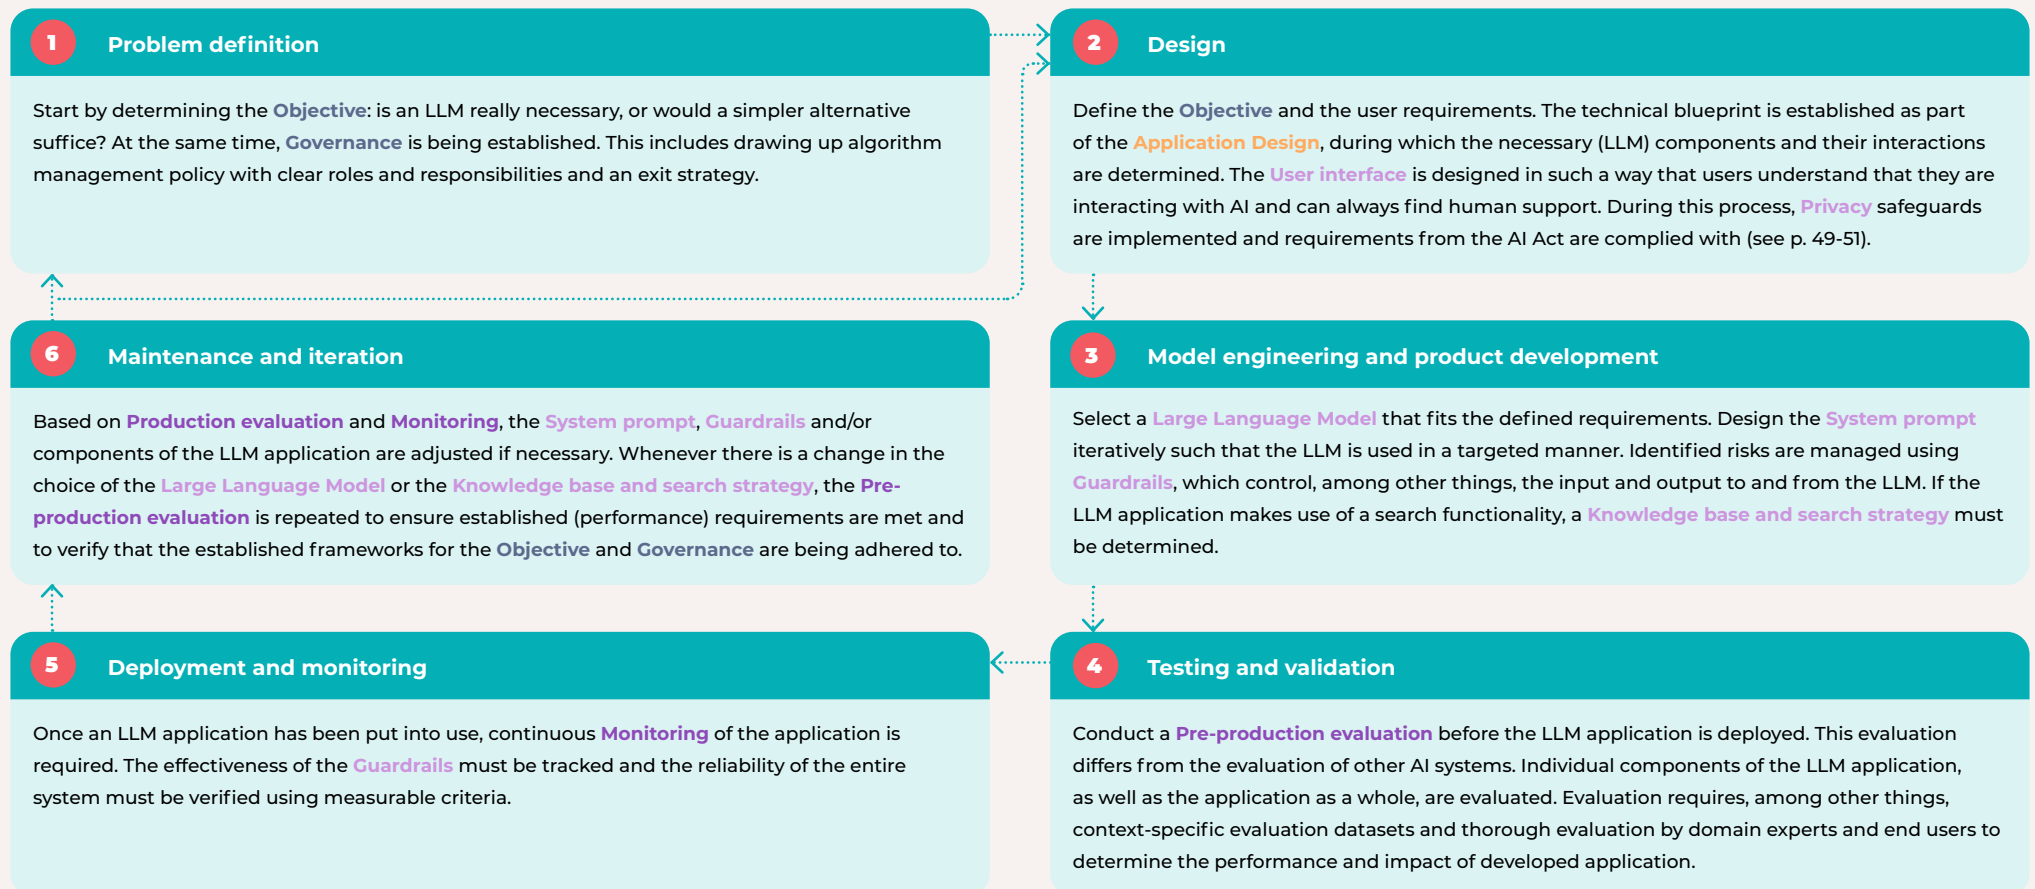 1
Problem definition
Start by determining the Objective: is an LLM really necessary, or would a simpler alternative
suffice? At the same time, Governance is being established. This includes drawing up algorithm
management policy with clear roles and responsibilities and an exit strategy.
2
Design
Define the Objective and the user requirements. The technical blueprint is established as part
of the Application Design, during which the necessary (LLM) components and their interactions
are determined. The User interface is designed in such a way that users understand that they are
interacting with AI and can always find human support. During this process, Privacy safeguards
are implemented and requirements from the AI Act are complied with (see p. 49-51).
3
Model engineering and product development
Select a Large Language Model that fits the defined requirements. Design the System prompt
iteratively such that the LLM is used in a targeted manner. Identified risks are managed using
Guardrails, which control, among other things, the input and output to and from the LLM. If the
LLM application makes use of a search functionality, a Knowledge base and search strategy must
be determined.
4
Testing and validation
Conduct a Pre-production evaluation before the LLM application is deployed. This evaluation
differs from the evaluation of other AI systems. Individual components of the LLM application,
as well as the application as a whole, are evaluated. Evaluation requires, among other things,
context-specific evaluation datasets and thorough evaluation by domain experts and end users to
determine the performance and impact of developed application.
5
Deployment and monitoring
Once an LLM application has been put into use, continuous Monitoring of the application is
required. The effectiveness of the Guardrails must be tracked and the reliability of the entire
system must be verified using measurable criteria.
6
Maintenance and iteration
Based on Production evaluation and Monitoring, the System prompt, Guardrails and/or
components of the LLM application are adjusted if necessary. Whenever there is a change in the
choice of the Large Language Model or the Knowledge base and search strategy, the Pre-
production evaluation is repeated to ensure established (performance) requirements are met and
to verify that the established frameworks for the Objective and Governance are being adhered to.